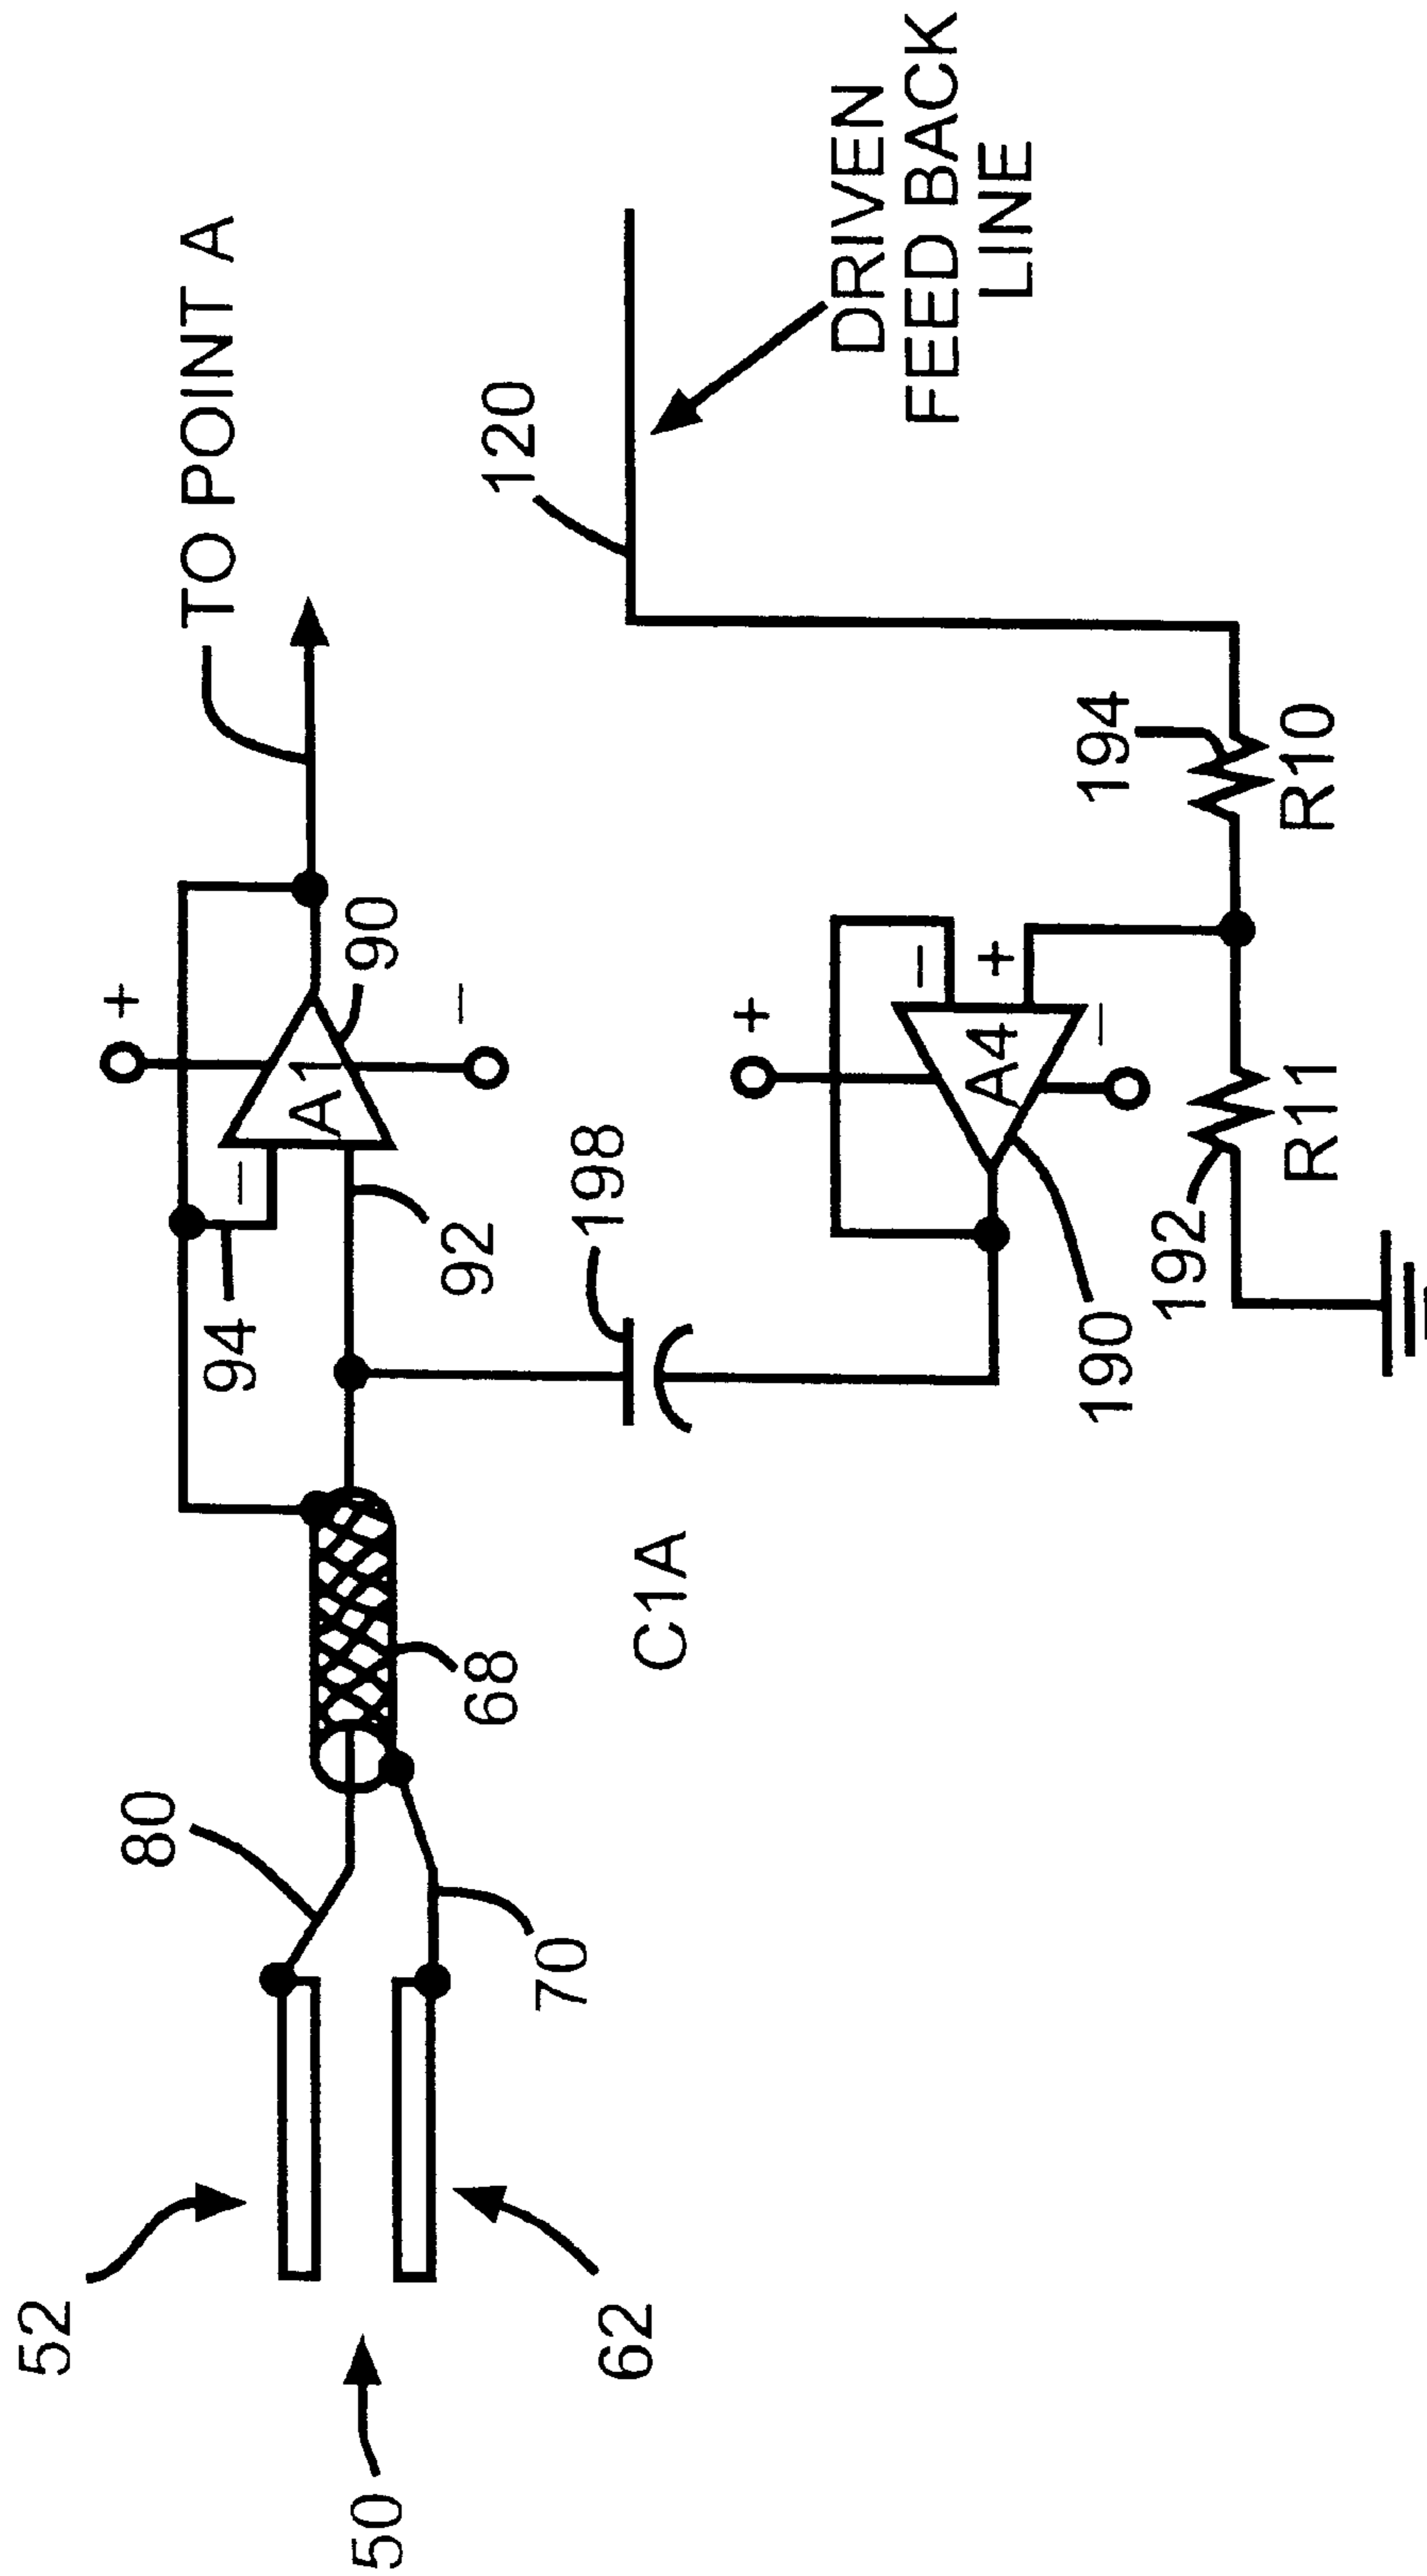 TO POINT A
52
80
94
+
A1
−
−
90
92
50
68
120
62
70
C1A
198
+
A4
−
+
−
DRIVEN
FEED BACK
LINE
190
194
192
R11
R10